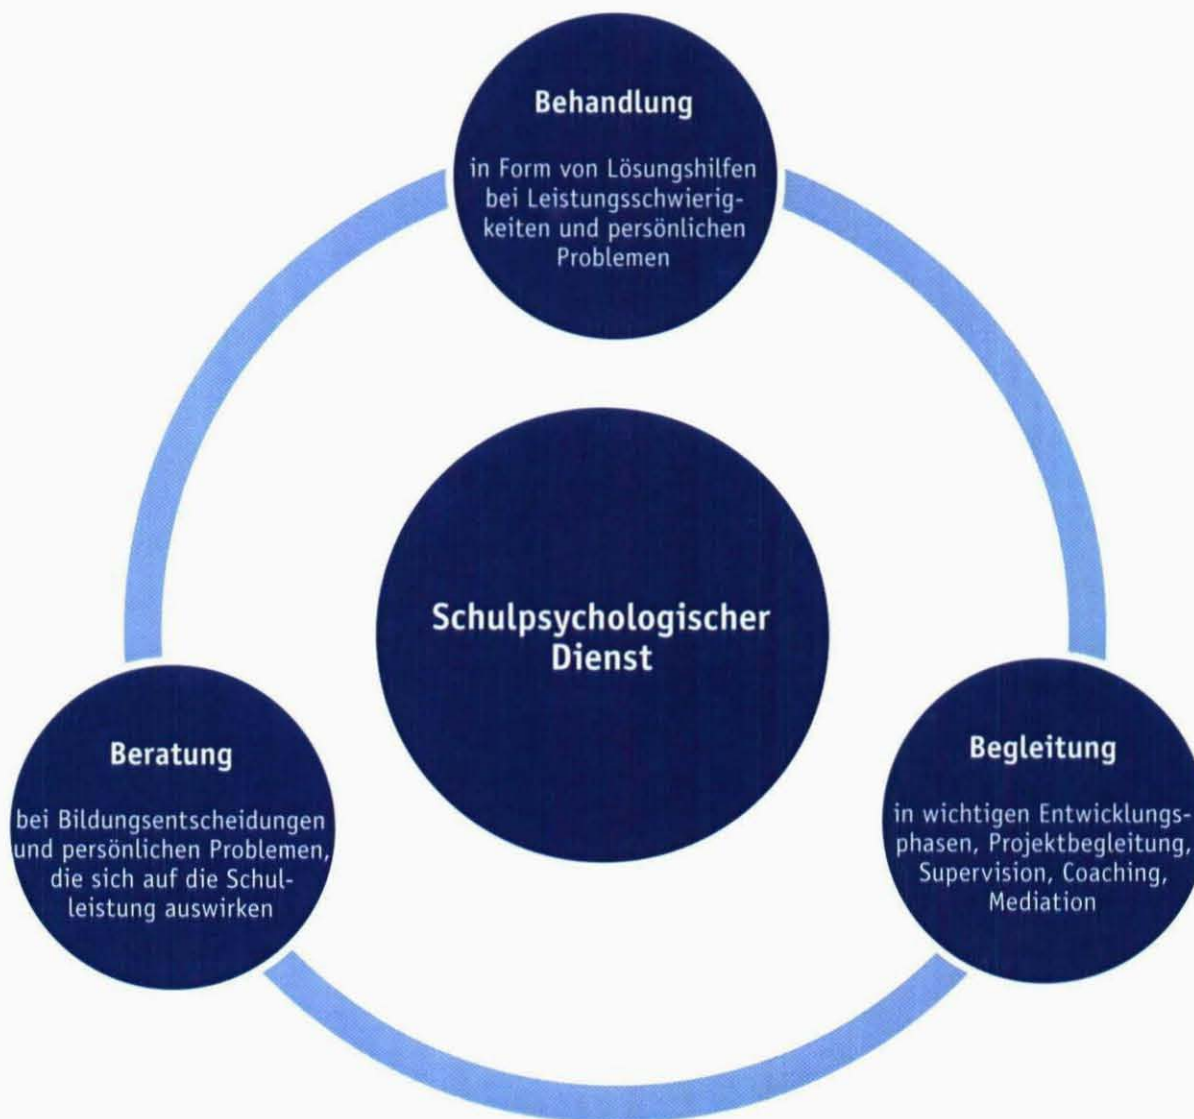 Behandlung
in Form von Lösungshilfen
bei Leistungsschwierig-
keiten und persönlichen
Problemen
Schulpsychologischer
Dienst
Beratung
bei Bildungsentscheidungen
und persönlichen Problemen,
die sich auf die Schul-
leistung auswirken
Begleitung
in wichtigen Entwicklungs-
phasen, Projektbegleitung,
Supervision, Coaching,
Mediation